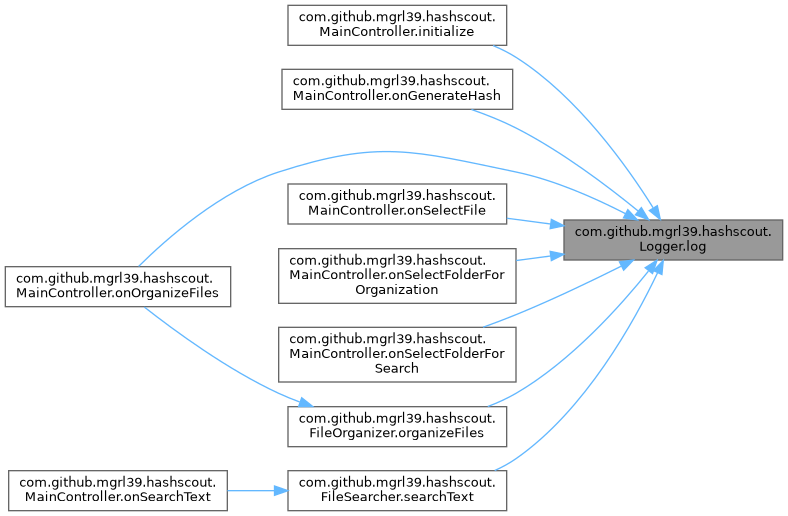 com.github.mgrl39.hashscout.
MainController.initialize
com.github.mgrl39.hashscout.
MainController.onGenerateHash
com.github.mgrl39.hashscout.
MainController.onSelectFile
com.github.mgrl39.hashscout.
Logger.log
com.github.mgrl39.hashscout.
MainController.onSelectFolderFor
Organization
com.github.mgrl39.hashscout.
MainController.onOrganizeFiles
com.github.mgrl39.hashscout.
MainController.onSelectFolderFor
Search
com.github.mgrl39.hashscout.
FileOrganizer.organizeFiles
com.github.mgrl39.hashscout.
MainController.onSearchText
com.github.mgrl39.hashscout.
FileSearcher.searchText